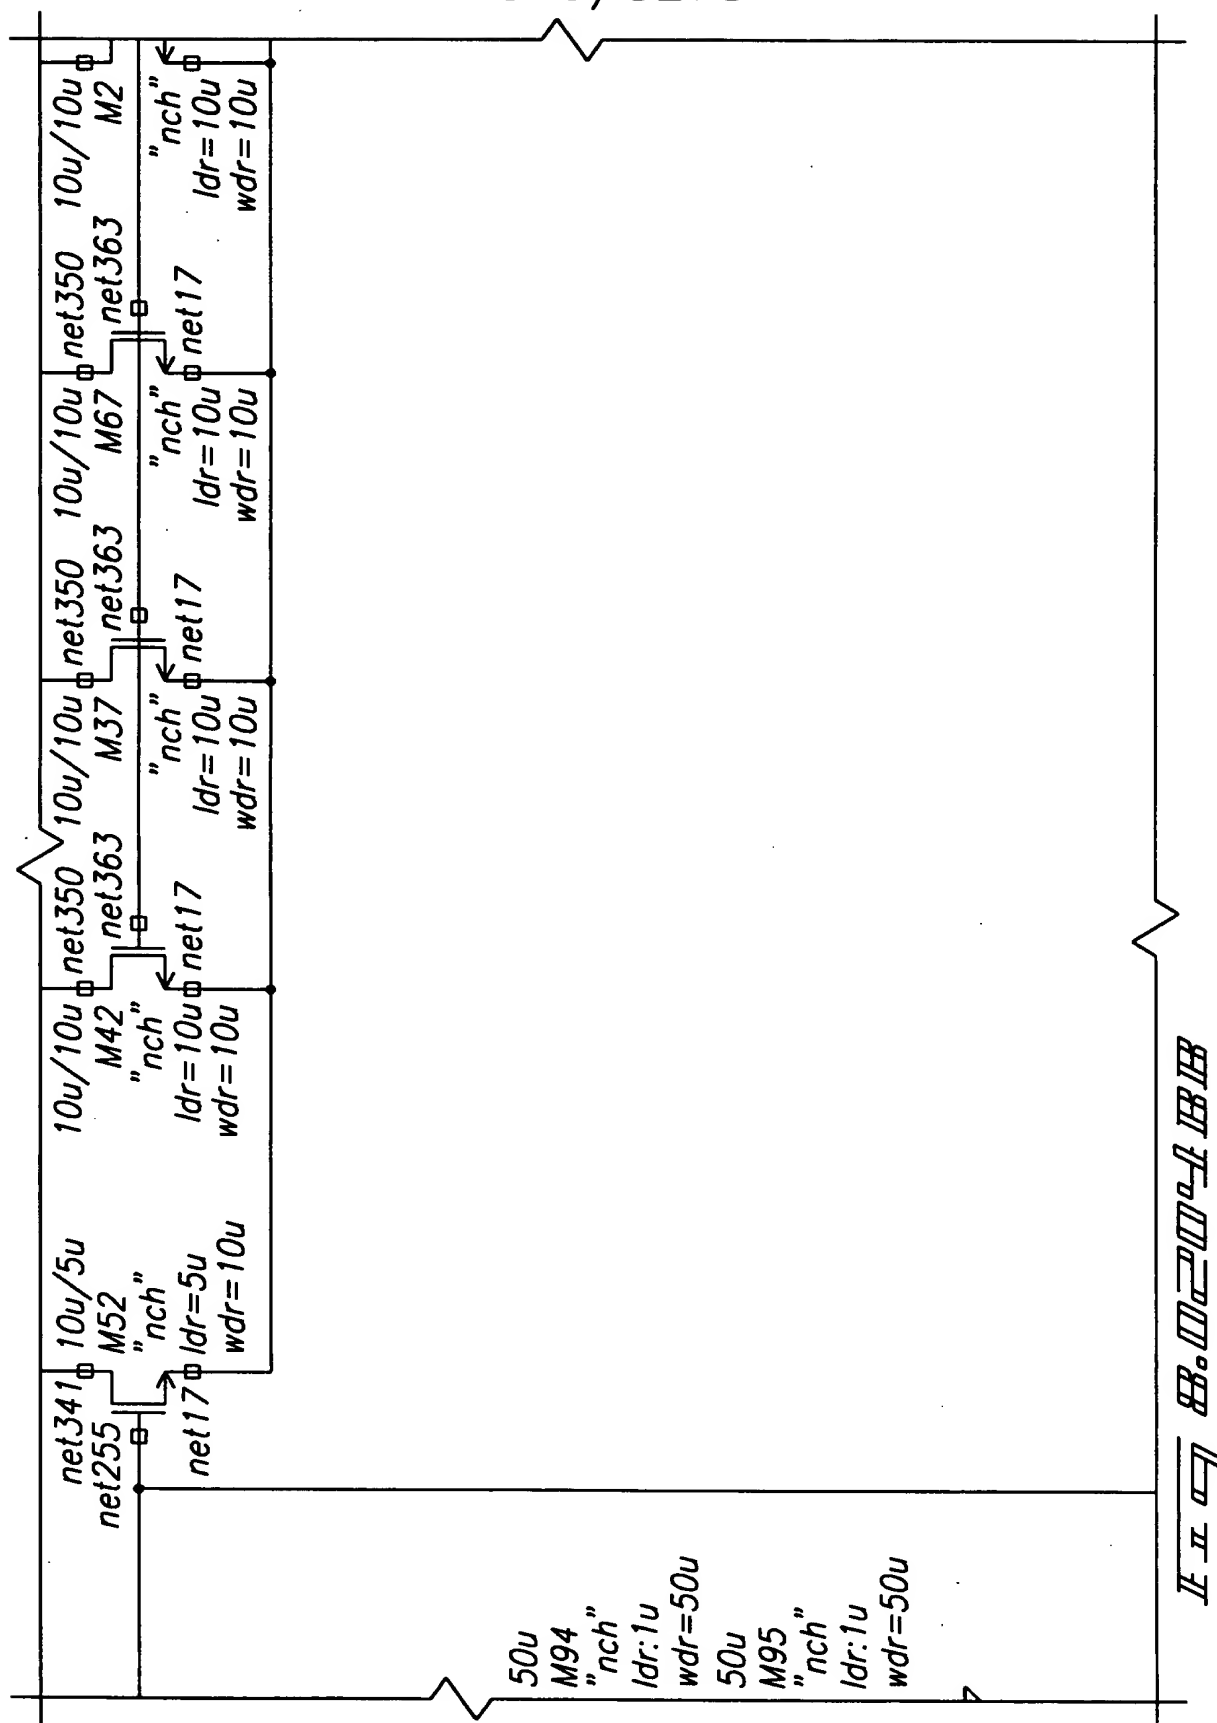 net341
10u/5u
net255
M52
"nch"
net17
ldr=5u
wdr=10u
10u/10u
net350
M42
net363
"nch"
ldr=10u
net17
wdr=10u
10u/10u
net350
M37
net363
"nch"
net17
ldr=10u
wdr=10u
10u/10u
net350
M67
net363
"nch"
net17
ldr=10u
wdr=10u
10u/10u
M2
"nch"
ldr=10u
wdr=10u
50u
M94
"nch"
ldr:1u
wdr=50u
50u
M95
"nch"
ldr:1u
wdr=50u
Fig 8.0204BB